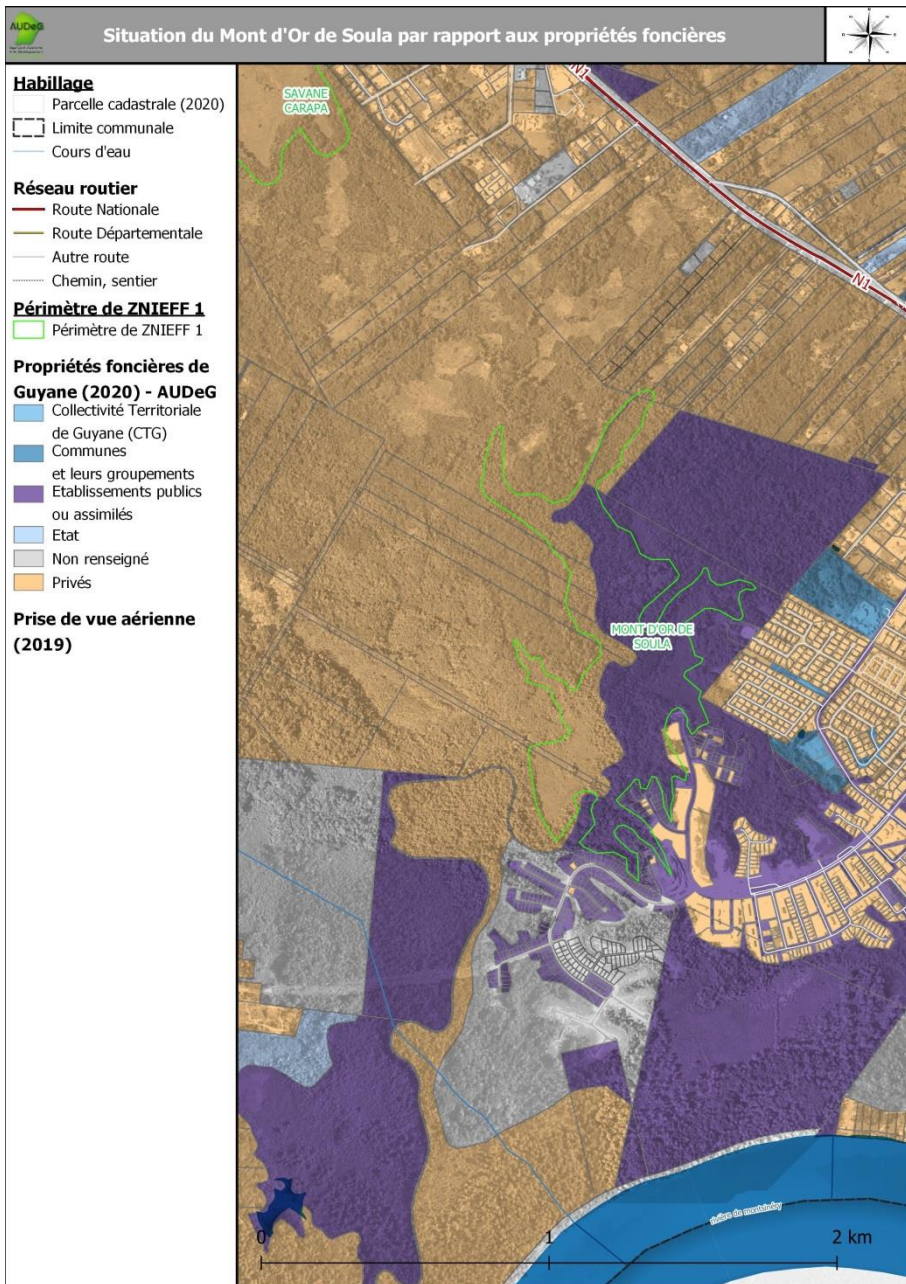 AUDeG
Situation du Mont d'Or de Soula par rapport aux propriétés foncières
Habillage
Parcelle cadastrale (2020)
Limite communale
Cours d'eau
Réseau routier
Route Nationale
Route Départementale
Autre route
Chemin, sentier
Périmètre de ZNIEFF 1
Périmètre de ZNIEFF 1
Propriétés foncières de
Guyane (2020) - AUDeG
Collectivité Territoriale
de Guyane (CTG)
Communes
et leurs groupements
Etablissements publics
ou assimilés
Etat
Non renseigné
Privés
Prise de vue aérienne
(2019)
SAVANE
CARAPA
N1
N1
MONT D'OR DE
SOULA
rivière de montsinéry
0 1 2 km